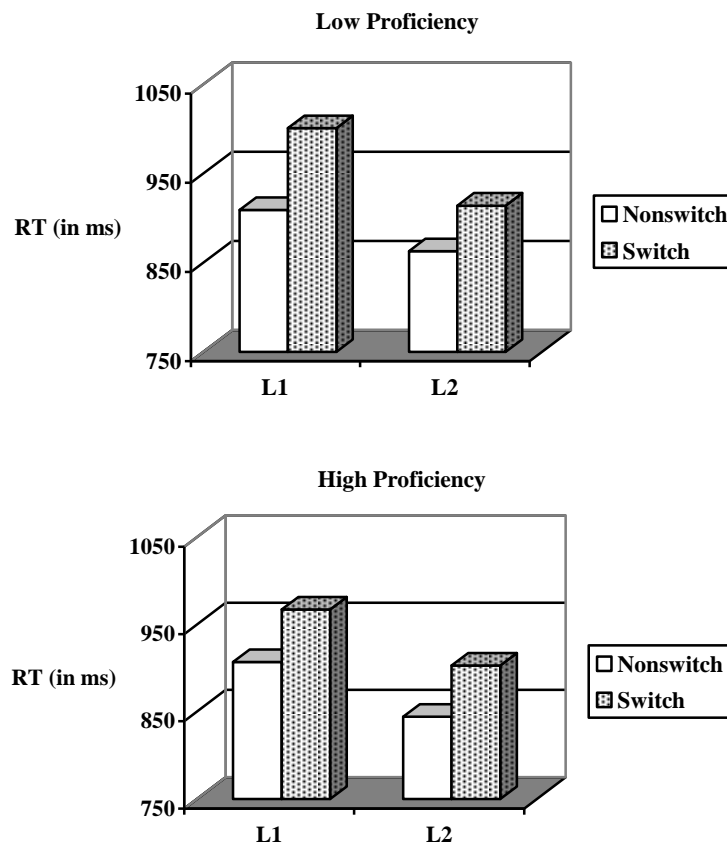 Low Proficiency
1050
950
RT (in ms)
850
750
L1 L2
Nonswitch
Switch
High Proficiency
1050
950
RT (in ms)
850
750
L1 L2
Nonswitch
Switch